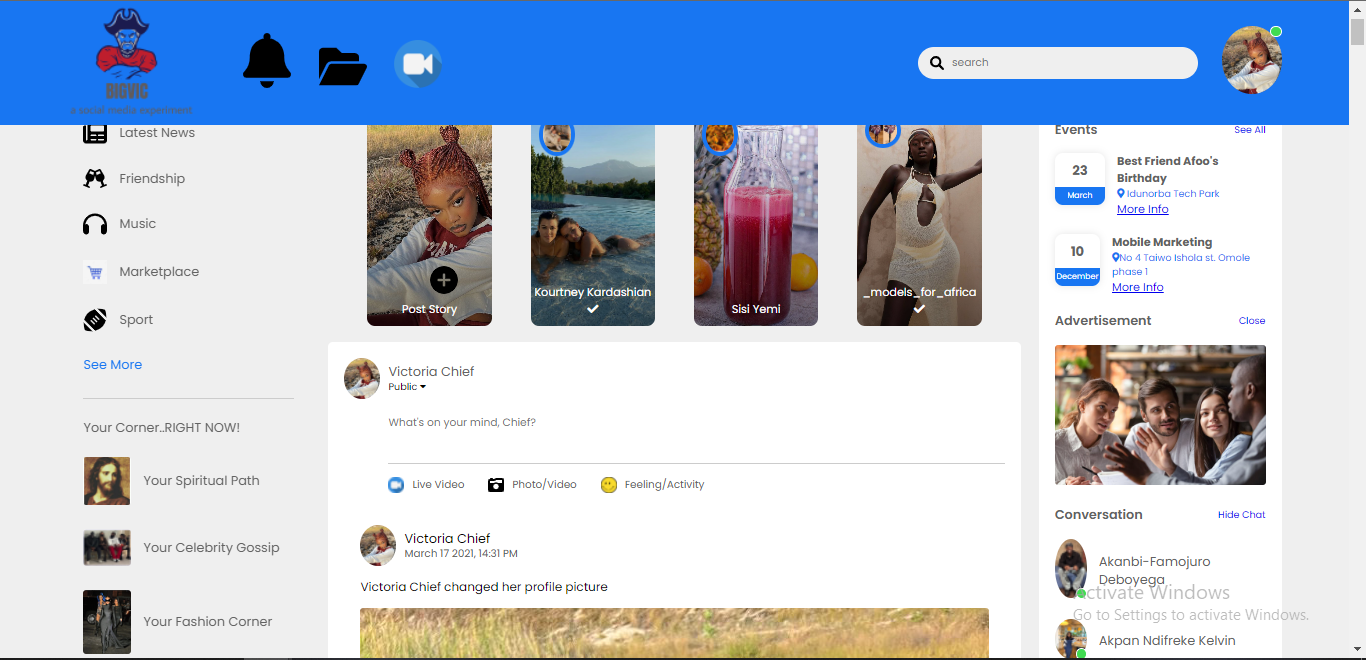 BIGVIC
a social media experiment
search
Latest News
Friendship
Music
Marketplace
Sport
See More
Your Corner..RIGHT NOW!
Your Spiritual Path
Your Celebrity Gossip
Your Fashion Corner
Post Story
Kourtney Kardashian
Sisi Yemi
_models_for_africa
Victoria Chief
Public
What's on your mind, Chief?
Live Video
Photo/Video
Feeling/Activity
Victoria Chief
March 17 2021, 14:31 PM
Victoria Chief changed her profile picture
Events
See All
23
March
Best Friend Afoo's
Birthday
Idunorba Tech Park
More Info
10
December
Mobile Marketing
No 4 Taiwo Ishola st. Omole
phase 1
More Info
Advertisement
Close
Conversation
Hide Chat
Akanbi-Famojuro
Deboyega
Akpan Ndifreke Kelvin
Activate Windows
Go to Settings to activate Windows.